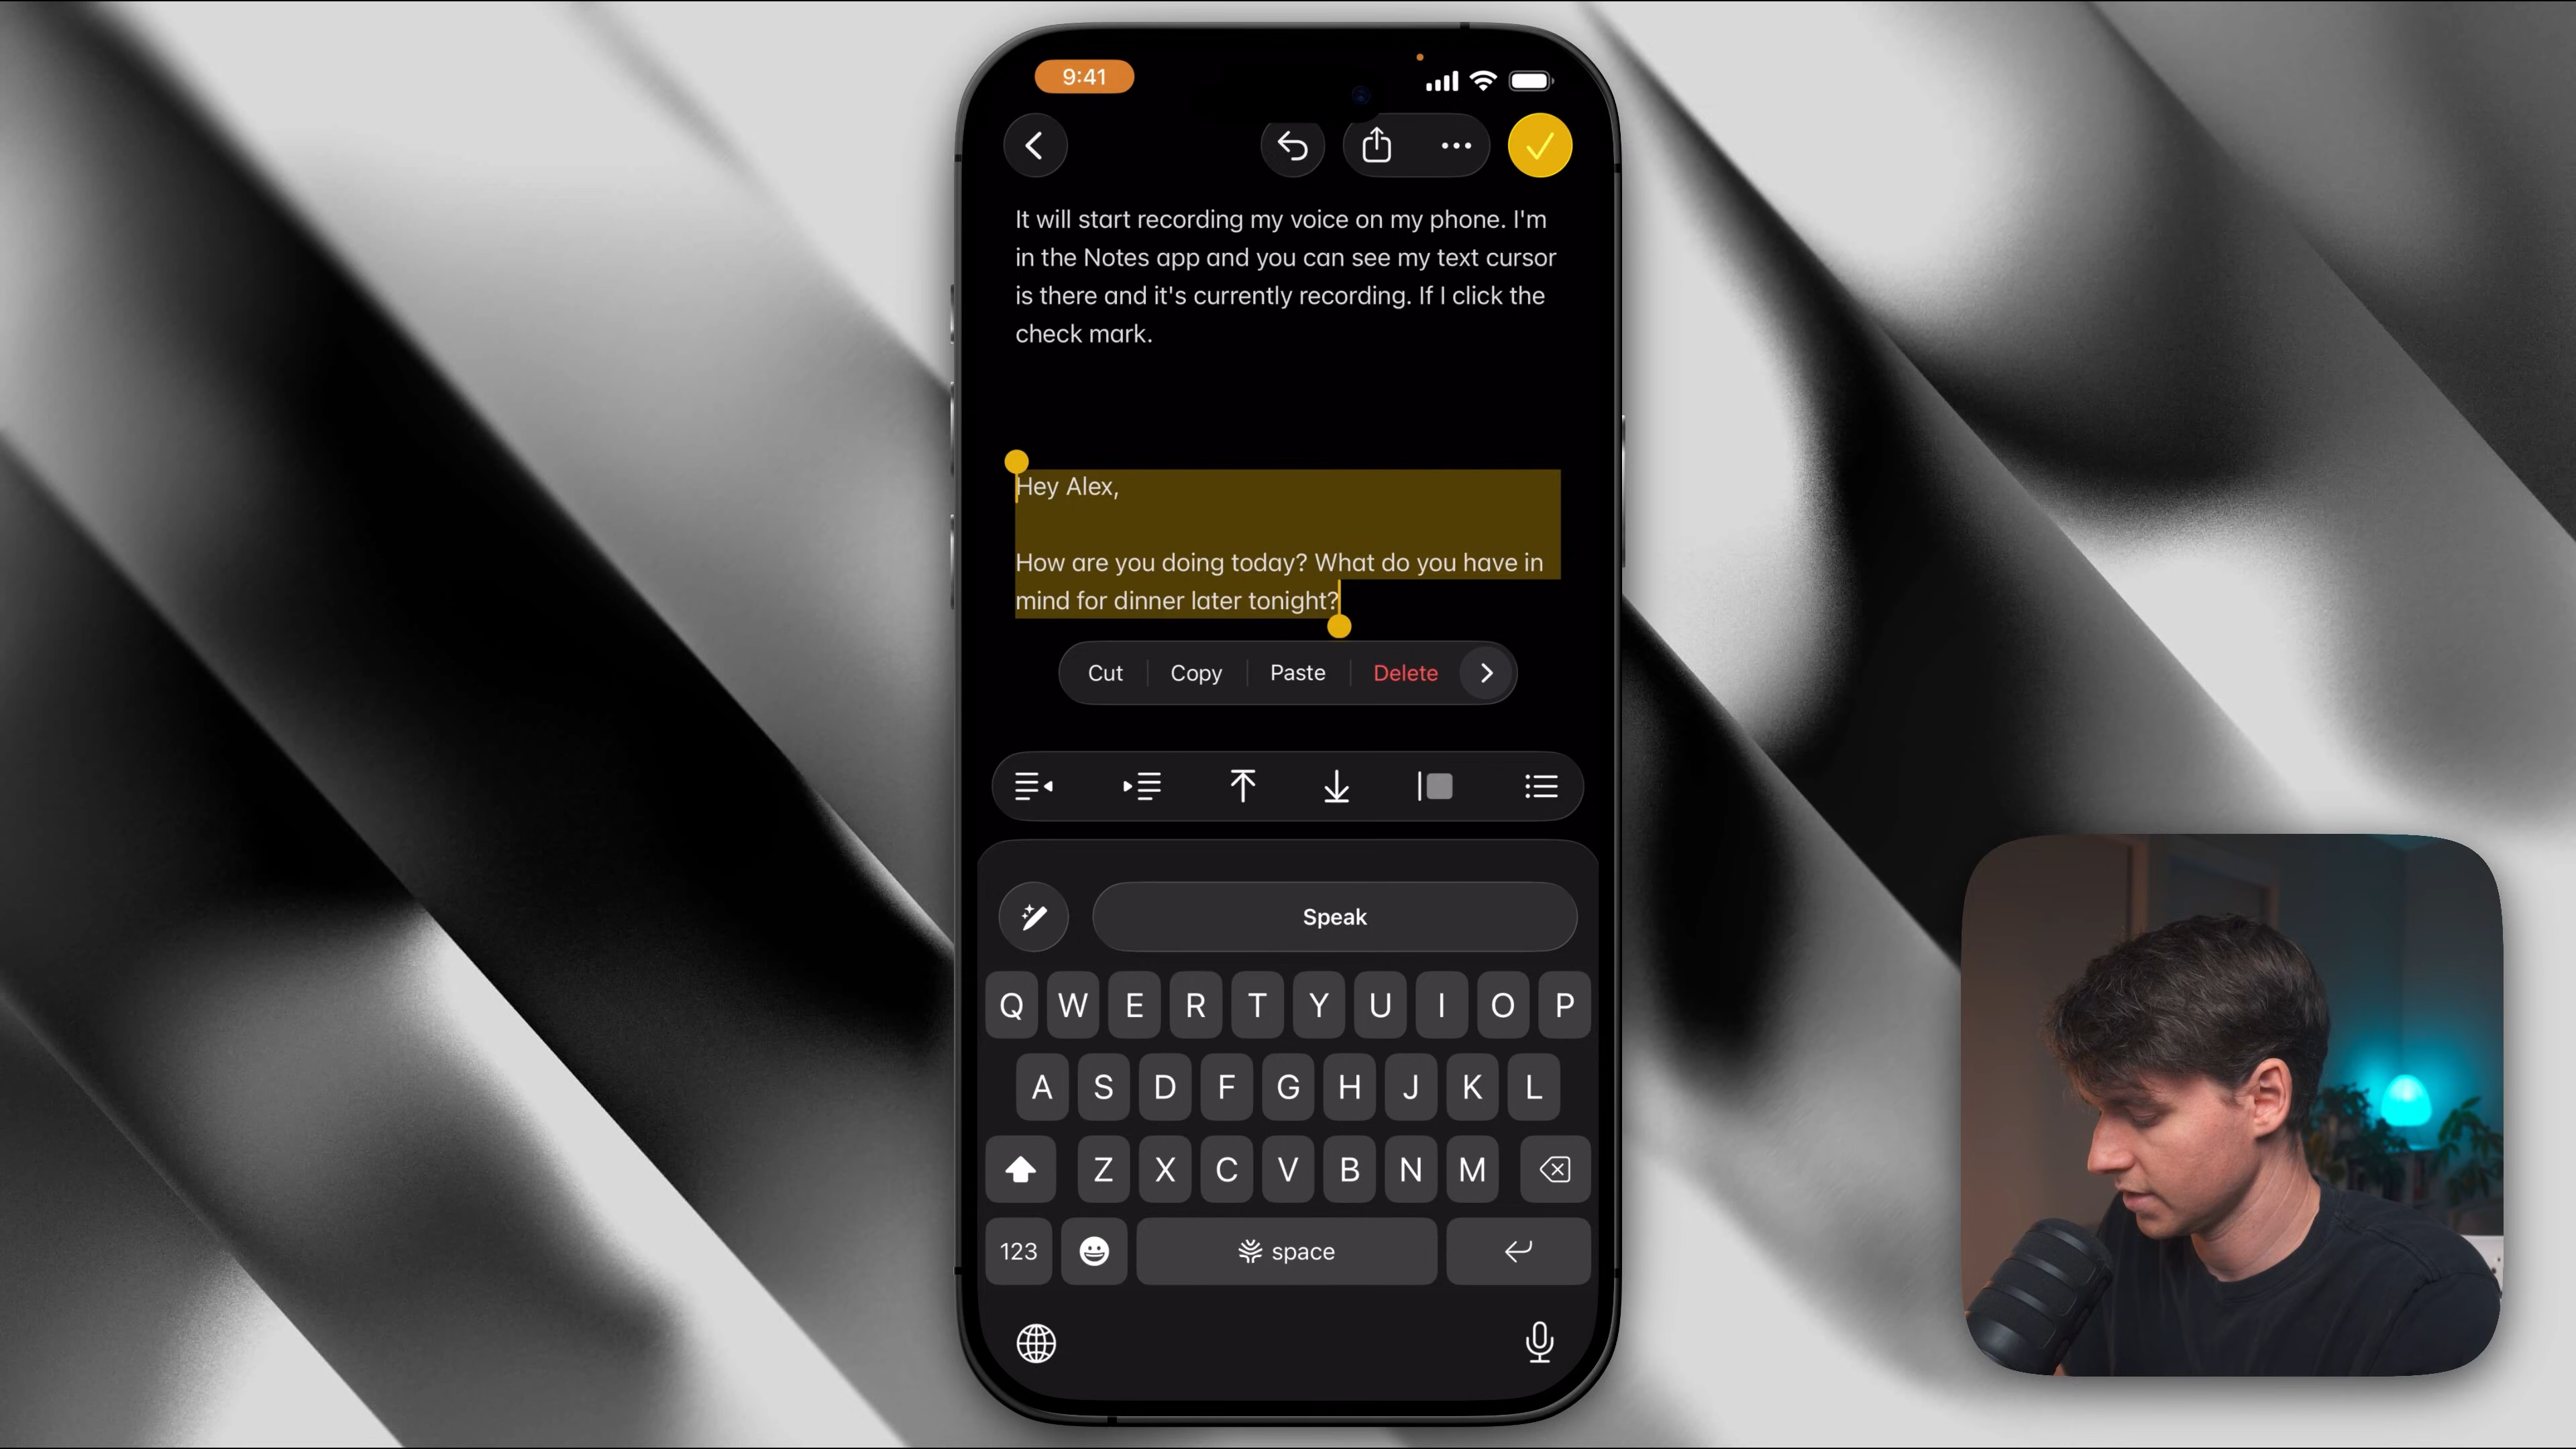 9:41
It will start recording my voice on my phone. I'm
in the Notes app and you can see my text cursor
is there and it's currently recording. If I click the
check mark.
Hey Alex,
How are you doing today? What do you have in
mind for dinner later tonight?
Cut Copy Paste Delete
Speak
Q W E R T Y U I O P
A S D F G H J K L
Z X C V B N M
123 space